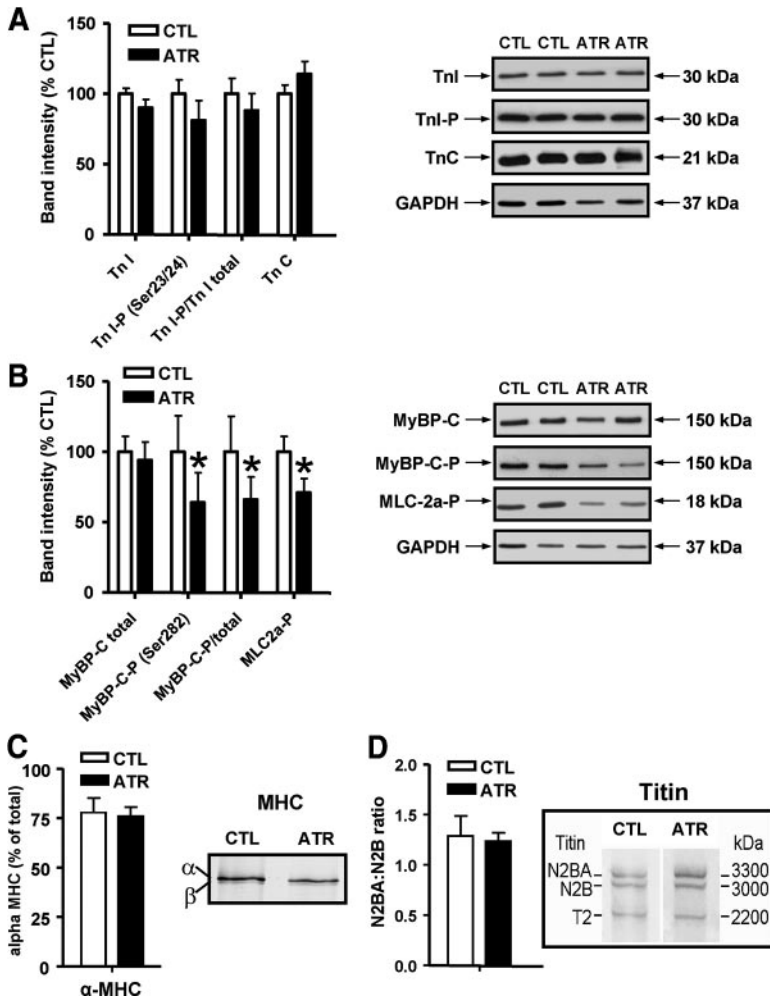 A
Band intensity (% CTL)
150
100
50
0
CTL
ATR
Tn I
Tn I-P (Ser23/24)
Tn I-P/Tn I total
Tn C
CTL CTL ATR ATR
TnI 30 kDa
TnI-P 30 kDa
TnC 21 kDa
GAPDH 37 kDa
B
Band intensity (% CTL)
150
100
50
0
CTL
ATR
*
*
*
MyBP-C total
MyBP-C-P (Ser282)
MyBP-C-P/total
MLC2a-P
CTL CTL ATR ATR
MyBP-C 150 kDa
MyBP-C-P 150 kDa
MLC-2a-P 18 kDa
GAPDH 37 kDa
C
alpha MHC (% of total)
100
75
50
25
0
CTL
ATR
α-MHC
MHC
CTL ATR
α
β
D
N2BA:N2B ratio
2.0
1.5
1.0
0.5
0.0
CTL
ATR
Titin
Titin CTL ATR kDa
N2BA 3300
N2B 3000
T2 2200